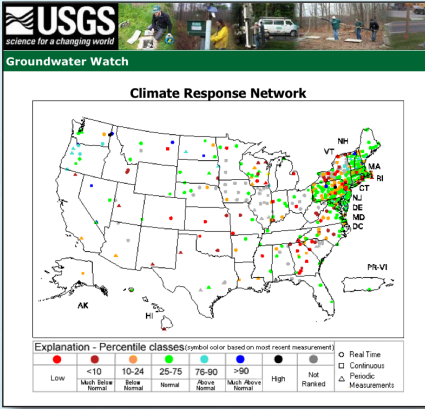 USGS
science for a changing world
Groundwater Watch
Climate Response Network
NH
VT
MA
RI
CT
NJ
DE
MD
DC
PR-VI
AK
HI
Explanation - Percentile classes(symbol color based on most recent measurement)
Low
<10
Much Below Normal
10-24
Below Normal
25-75
Normal
76-90
Above Normal
>90
Much Above Normal
High
Not Ranked
Real Time
Continuous
Periodic Measurements